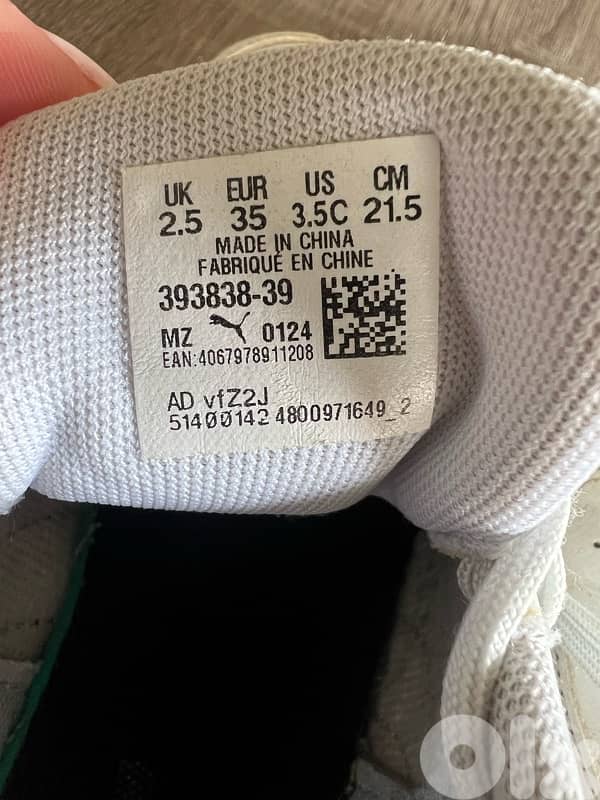 UK EUR US CM
2.5 35 3.5C 21.5
MADE IN CHINA
FABRIQUÉ EN CHINE
393838-39
MZ 0124
EAN:4067978911208
AD vfZ2J
51400142 4800971649_2
Olx